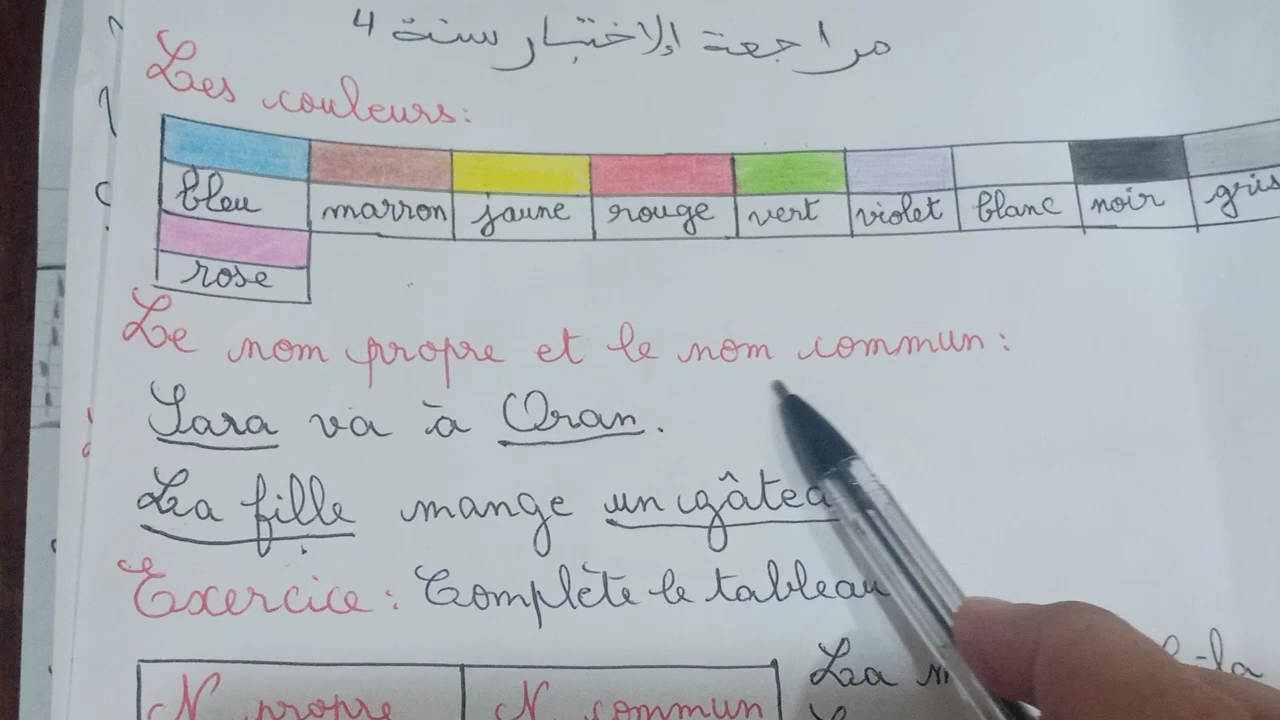 مراجعة الاختبار سنة 4
Les couleurs:
bleu marron jaune rouge vert violet blanc noir gris
rose
Le nom propre et le nom commun:
Sara va à Oran.
La fille mange un
Exercice: Complète le tableau
N propre N commun
La